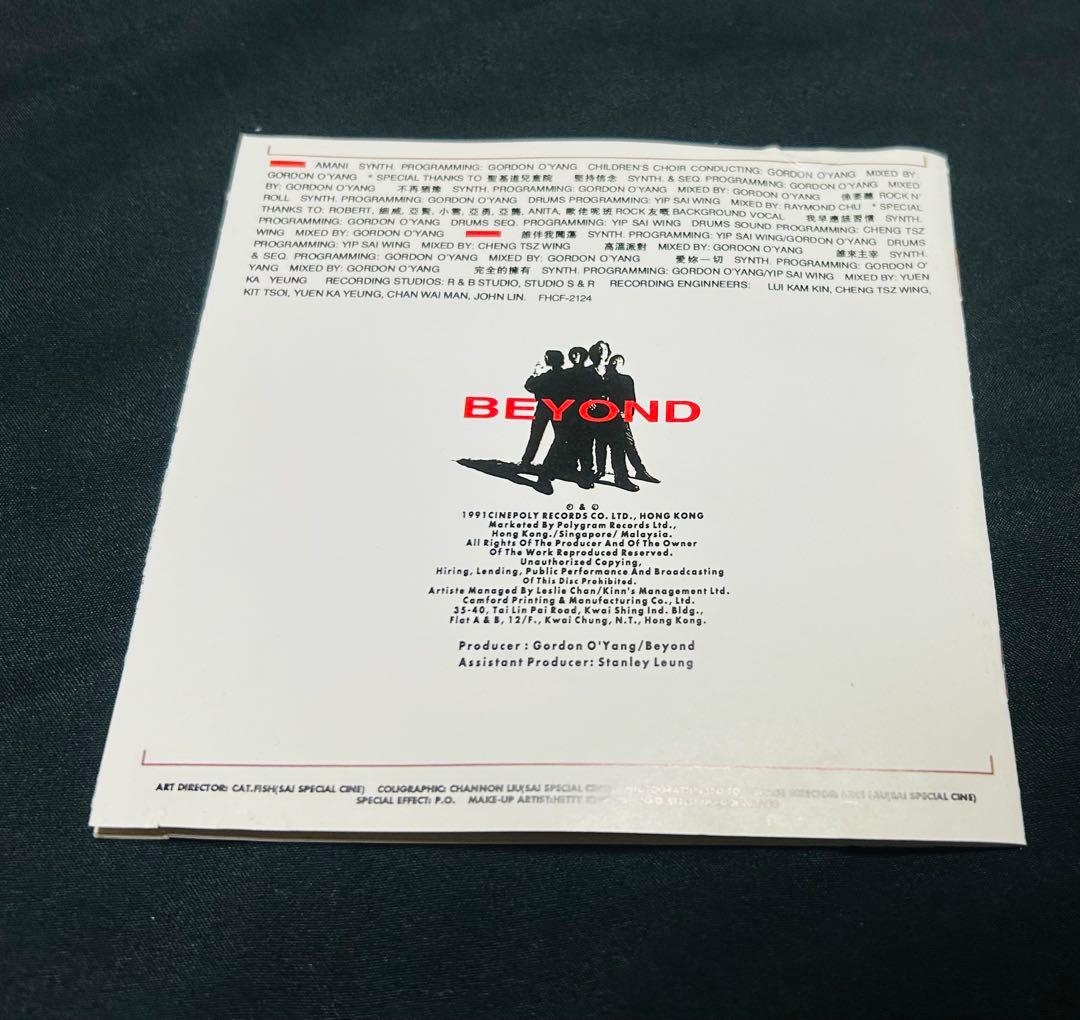 AMANI SYNTH. PROGRAMMING: GORDON O'YANG CHILDREN'S CHOIR CONDUCTING: GORDON O'YANG MIXED BY:
GORDON O'YANG * SPECIAL THANKS TO 聖基道兒童院 堅持信念 SYNTH. & SEQ. PROGRAMMING: GORDON O'YANG MIXED
BY: GORDON O'YANG 不再猶豫 SYNTH. PROGRAMMING: GORDON O'YANG MIXED BY: GORDON O'YANG 係要聽 ROCK N'
ROLL SYNTH. PROGRAMMING: GORDON O'YANG DRUMS PROGRAMMING: YIP SAI WING MIXED BY: RAYMOND CHU * SPECIAL
THANKS TO: ROBERT, 細威, 亞賢, 小雲, 亞勇, 亞龔, ANITA, 班 ROCK 友嘅 BACKGROUND VOCAL 我早應該習慣 SYNTH.
PROGRAMMING: GORDON O'YANG DRUMS SEQ. PROGRAMMING: YIP SAI WING DRUMS SOUND PROGRAMMING: CHENG TSZ
WING MIXED BY: GORDON O'YANG 誰伴我闖蕩 SYNTH. PROGRAMMING: YIP SAI WING/GORDON O'YANG DRUMS
PROGRAMMING: YIP SAI WING MIXED BY: CHENG TSZ WING 高溫派對 MIXED BY: GORDON O'YANG 誰來主宰 SYNTH.
& SEQ. PROGRAMMING: GORDON O'YANG MIXED BY: GORDON O'YANG 愛妳一切 SYNTH. PROGRAMMING: GORDON O'
YANG MIXED BY: GORDON O'YANG 完全的擁有 SYNTH. PROGRAMMING: GORDON O'YANG/YIP SAI WING MIXED BY: YUEN
KA YEUNG RECORDING STUDIOS: R & B STUDIO, STUDIO S & R RECORDING ENGINNEERS: LUI KAM KIN, CHENG TSZ WING,
KIT TSOI, YUEN KA YEUNG, CHAN WAI MAN, JOHN LIN. FHCF-2124
BEYOND
Ⓟ & ©
1991CINEPOLY RECORDS CO. LTD., HONG KONG
Marketed By Polygram Records Ltd.,
Hong Kong./Singapore/ Malaysia.
All Rights Of The Producer And Of The Owner
Of The Work Reproduced Reserved.
Unauthorized Copying,
Hiring, Lending, Public Performance And Broadcasting
Of This Disc Prohibited.
Artiste Managed By Leslie Chan/Kinn's Management Ltd.
Camford Printing & Manufacturing Co., Ltd.
35-40, Tai Lin Pai Road, Kwai Shing Ind. Bldg.,
Flat A & B, 12/F., Kwai Chung, N.T., Hong Kong.
Producer : Gordon O'Yang/Beyond
Assistant Producer: Stanley Leung
ART DIRECTOR: CAT.FISH(SAI SPECIAL CINE) COLIGRAPHIC: CHANNON LIU(SAI SPECIAL LAU(SAI SPECIAL CINE)
SPECIAL EFFECT: P.O. MAKE-UP ARTIST:HETTY